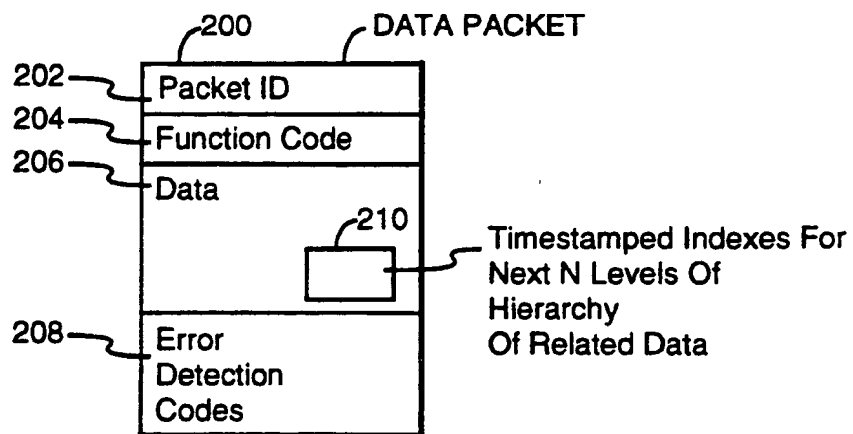 200
DATA PACKET
202
Packet ID
204
Function Code
206
Data
210
Timestamped Indexes For
Next N Levels Of
Hierarchy
Of Related Data
208
Error
Detection
Codes